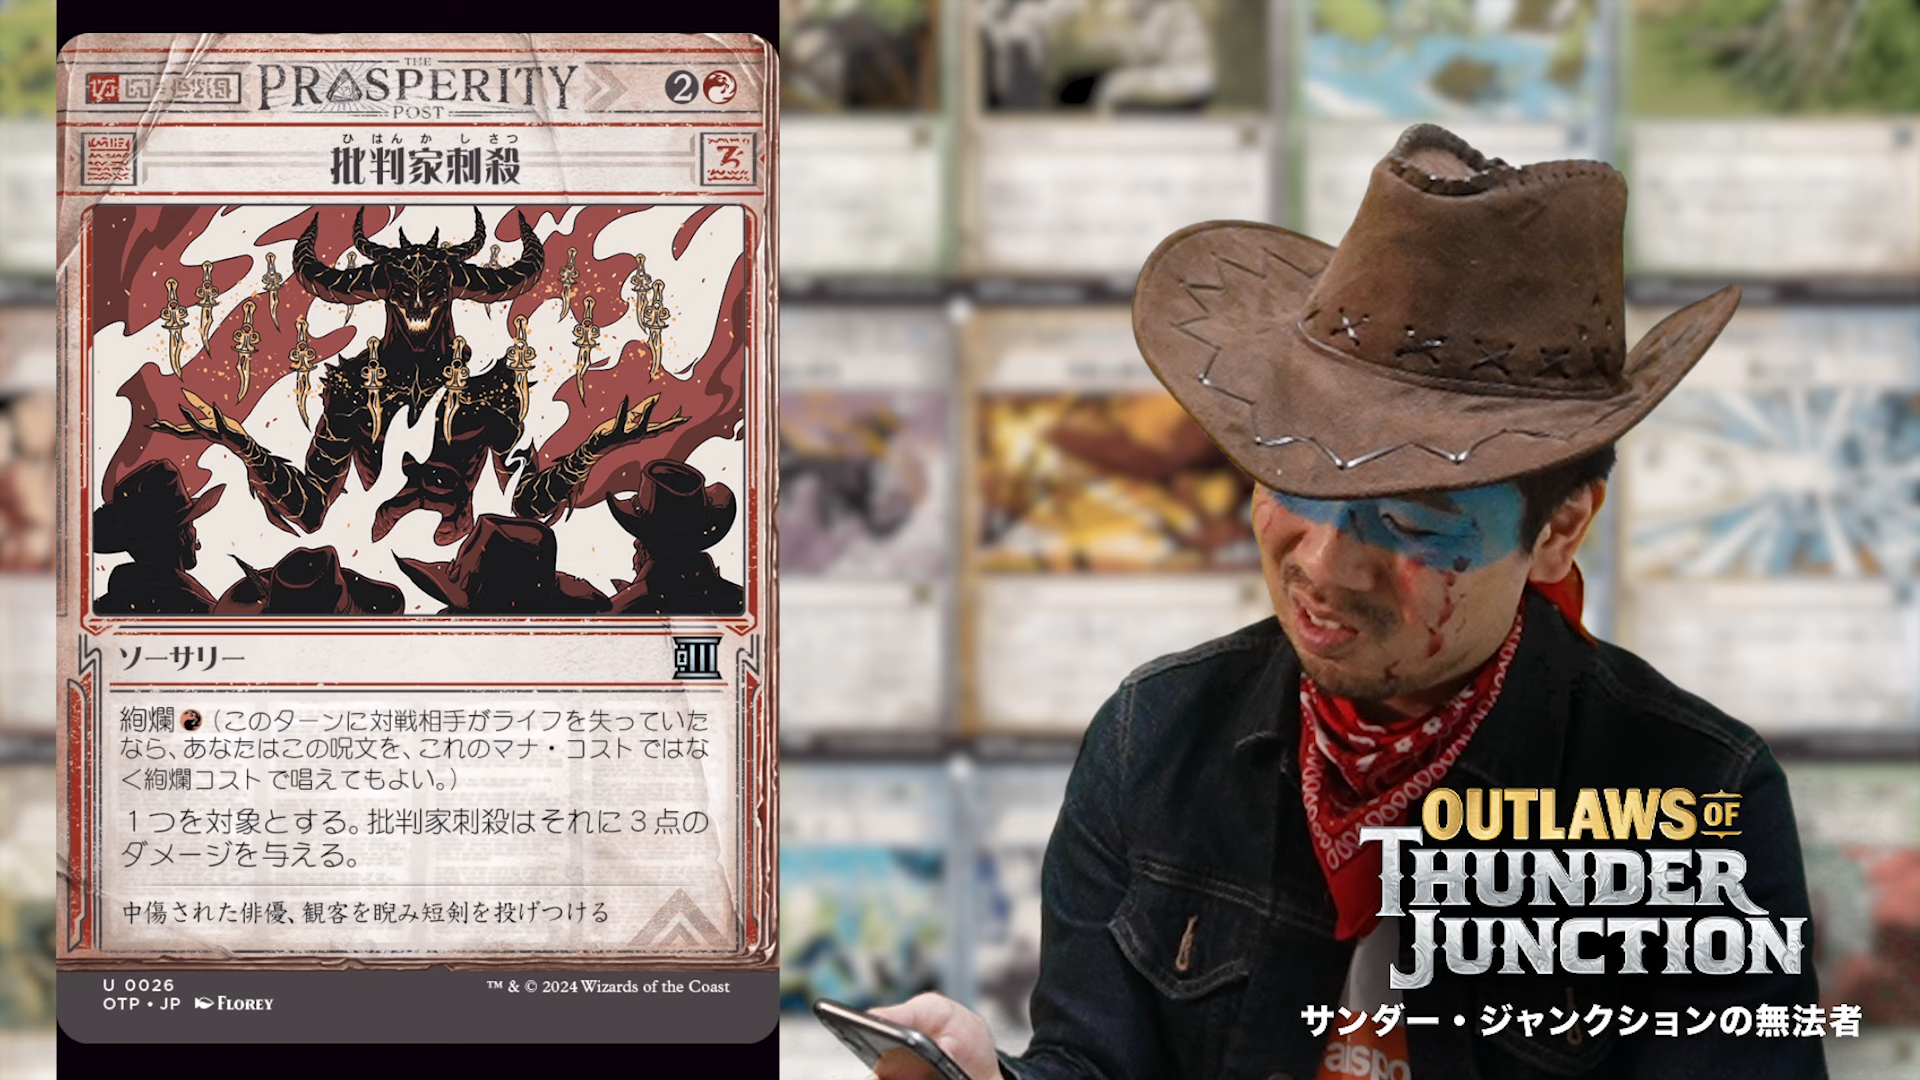 THE
PROSPERITY
POST
2
ひはんかしさつ
批判家刺殺
ソーサリー
絢爛(このターンに対戦相手がライフを失っていた
なら、あなたはこの呪文を、これのマナ・コストではな
く絢爛コストで唱えてもよい。)
1つを対象とする。批判家刺殺はそれに3点の
ダメージを与える。
中傷された俳優、観客を睨み短剣を投げつける
U 0026
OTP • JP FLOREY
™ & © 2024 Wizards of the Coast
OUTLAWS OF
THUNDER
JUNCTION
サンダー・ジャンクションの無法者
aispo